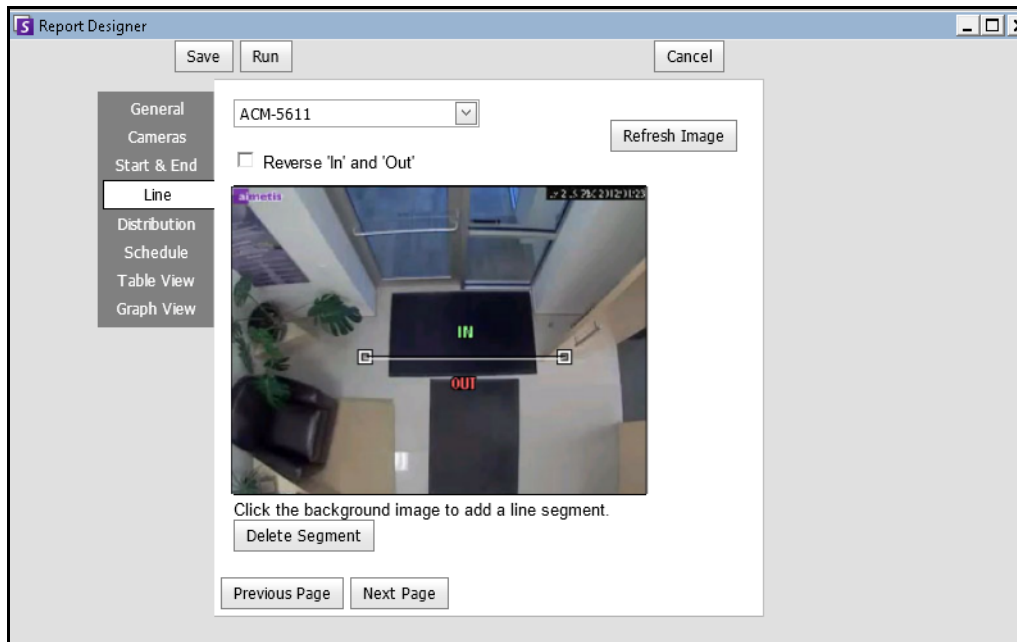 Report Designer
Save Run Cancel
General
Cameras
Start & End
Line
Distribution
Schedule
Table View
Graph View
ACM-5611
Refresh Image
Reverse 'In' and 'Out'
aimetis
IN
OUT
Click the background image to add a line segment.
Delete Segment
Previous Page Next Page